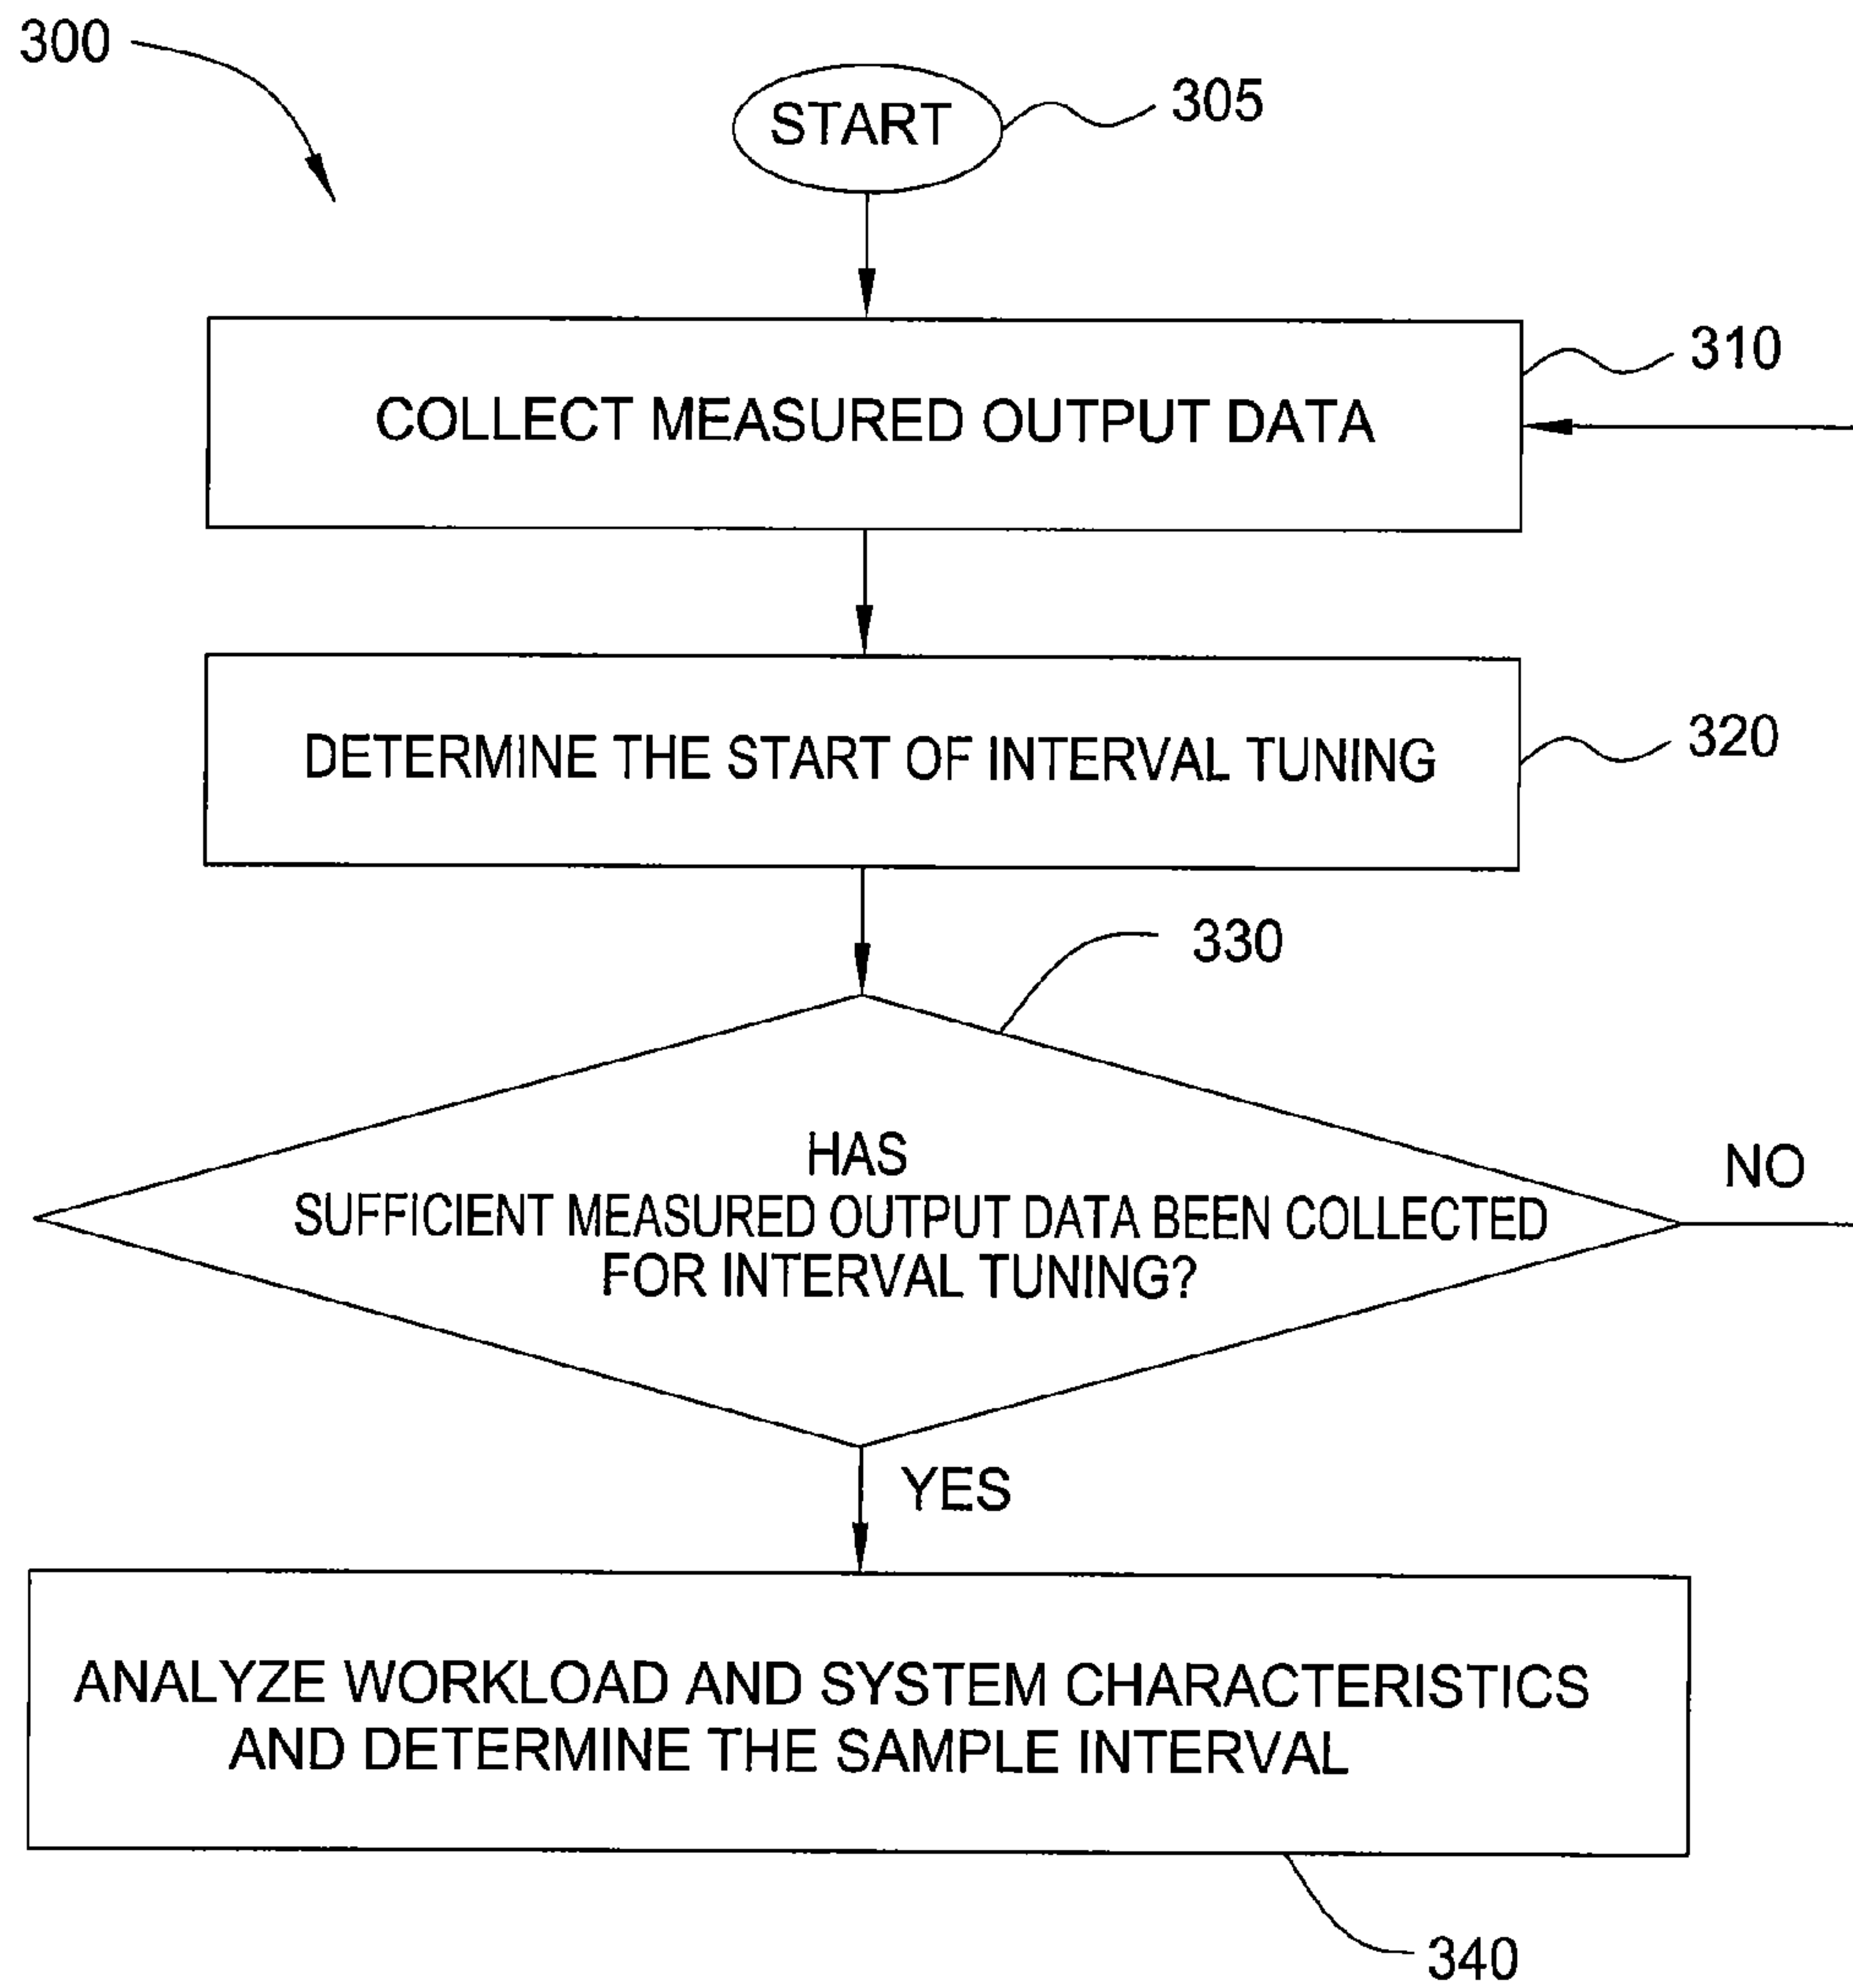 300
START
305
310
COLLECT MEASURED OUTPUT DATA
320
DETERMINE THE START OF INTERVAL TUNING
330
HAS
SUFFICIENT MEASURED OUTPUT DATA BEEN COLLECTED
FOR INTERVAL TUNING?
NO
YES
ANALYZE WORKLOAD AND SYSTEM CHARACTERISTICS
AND DETERMINE THE SAMPLE INTERVAL
340